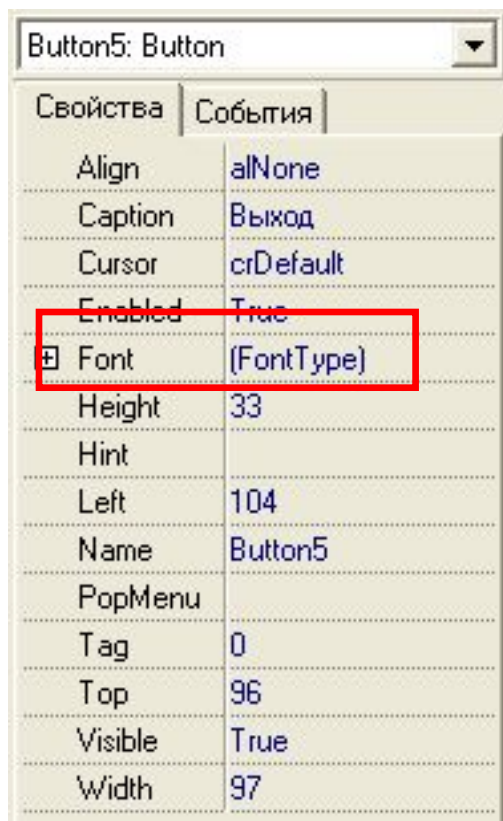 Button5: Button
Свойства События
Align alNone
Caption Выход
Cursor crDefault
Enabled True
Font (FontType)
Height 33
Hint
Left 104
Name Button5
PopMenu
Tag 0
Top 96
Visible True
Width 97